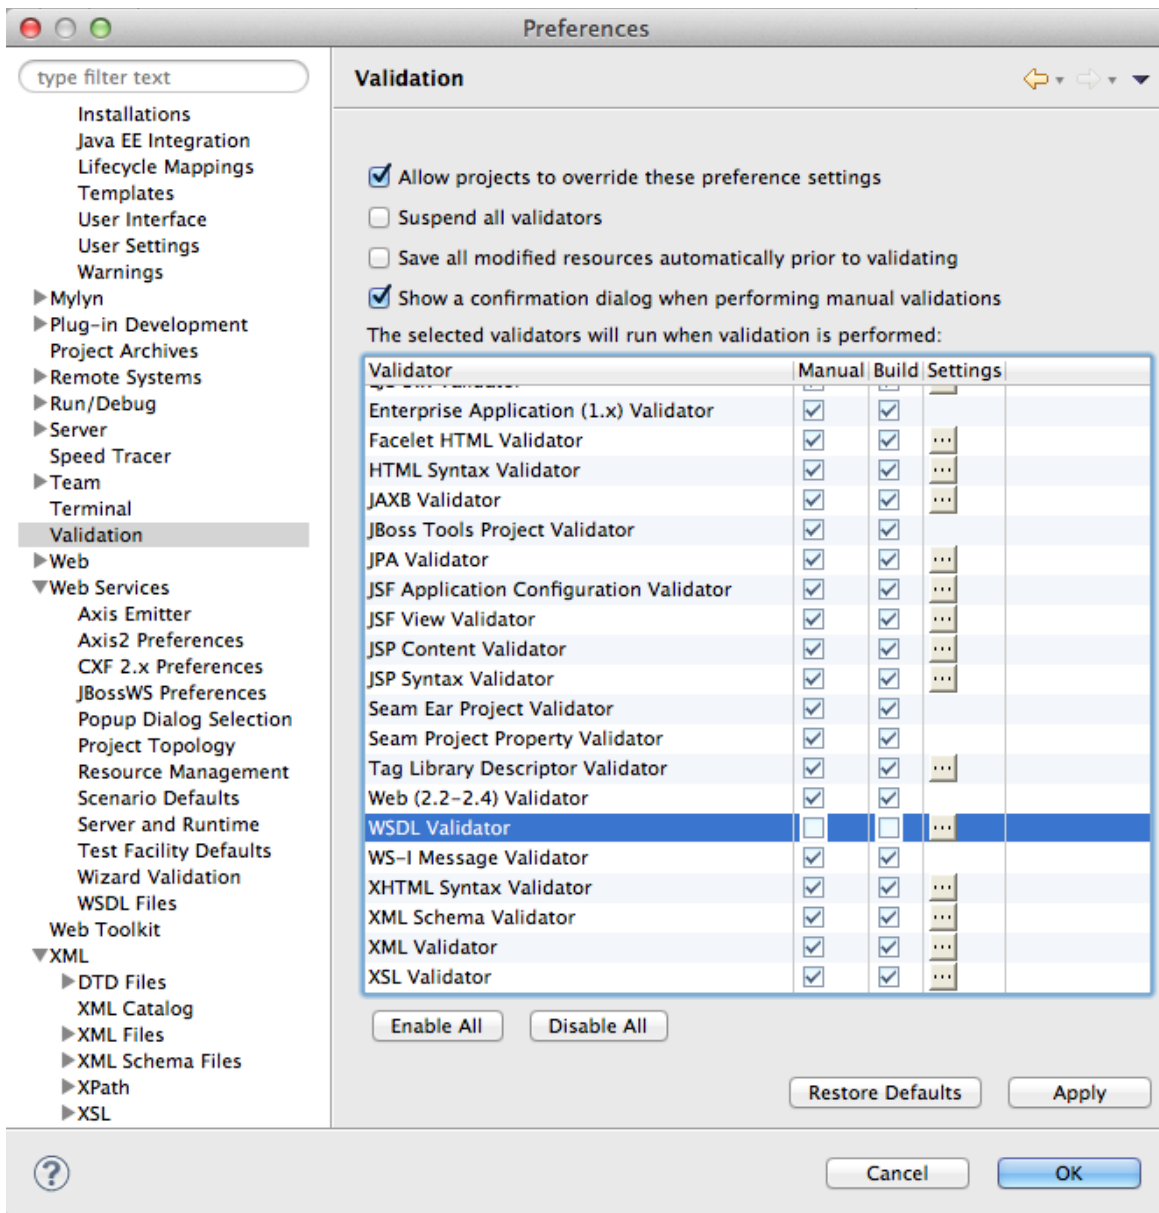 Preferences
type filter text
Installations
Java EE Integration
Lifecycle Mappings
Templates
User Interface
User Settings
Warnings
Mylyn
Plug-in Development
Project Archives
Remote Systems
Run/Debug
Server
Speed Tracer
Team
Terminal
Validation
Web
Web Services
Axis Emitter
Axis2 Preferences
CXF 2.x Preferences
JBossWS Preferences
Popup Dialog Selection
Project Topology
Resource Management
Scenario Defaults
Server and Runtime
Test Facility Defaults
Wizard Validation
WSDL Files
Web Toolkit
XML
DTD Files
XML Catalog
XML Files
XML Schema Files
XPath
XSL
Validation
Allow projects to override these preference settings
Suspend all validators
Save all modified resources automatically prior to validating
Show a confirmation dialog when performing manual validations
The selected validators will run when validation is performed:
Validator Manual Build Settings
Enterprise Application (1.x) Validator
Facelet HTML Validator ...
HTML Syntax Validator ...
JAXB Validator ...
JBoss Tools Project Validator
JPA Validator ...
JSF Application Configuration Validator ...
JSF View Validator ...
JSP Content Validator ...
JSP Syntax Validator ...
Seam Ear Project Validator
Seam Project Property Validator
Tag Library Descriptor Validator ...
Web (2.2-2.4) Validator
WSDL Validator ...
WS-I Message Validator
XHTML Syntax Validator ...
XML Schema Validator ...
XML Validator ...
XSL Validator ...
Enable All Disable All
Restore Defaults Apply
? Cancel OK